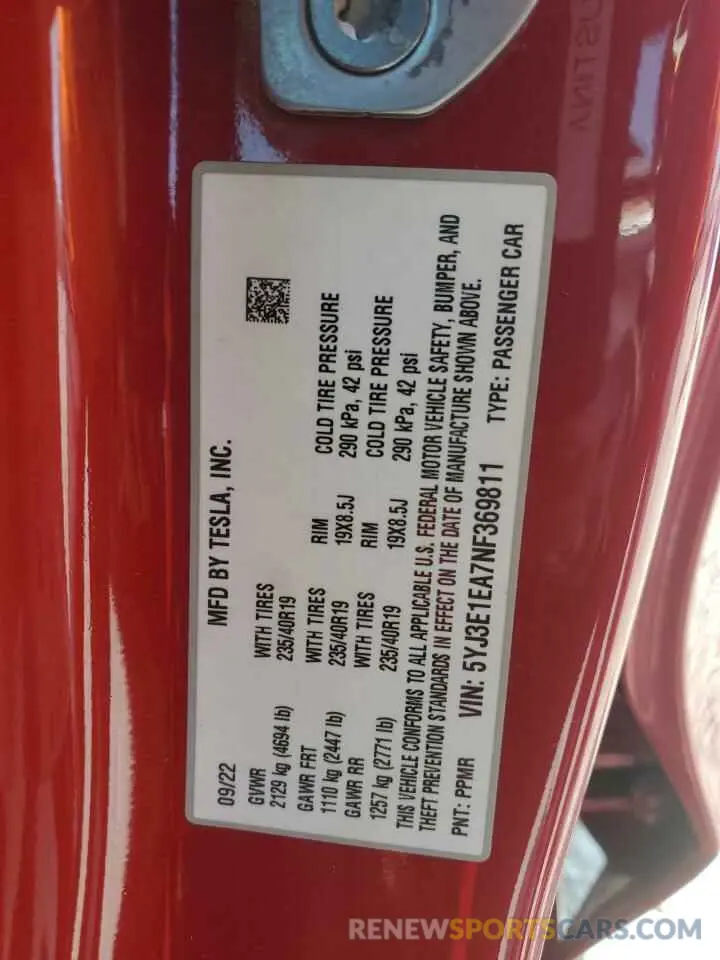 MFD BY TESLA, INC.
09/22
GVWR
2129 kg (4694 lb)
WITH TIRES
235/40R19
GAWR FRT
1110 kg (2447 lb)
WITH TIRES
235/40R19
RIM
19X8.5J
COLD TIRE PRESSURE
290 kPa, 42 psi
GAWR RR
1257 kg (2771 lb)
WITH TIRES
235/40R19
RIM
19X8.5J
COLD TIRE PRESSURE
290 kPa, 42 psi
THIS VEHICLE CONFORMS TO ALL APPLICABLE U.S. FEDERAL MOTOR VEHICLE SAFETY, BUMPER, AND
THEFT PREVENTION STANDARDS IN EFFECT ON THE DATE OF MANUFACTURE SHOWN ABOVE.
PNT: PPMR
VIN: 5YJ3E1EA7NF369811
TYPE: PASSENGER CAR
RENEWSPORTSCARS.COM